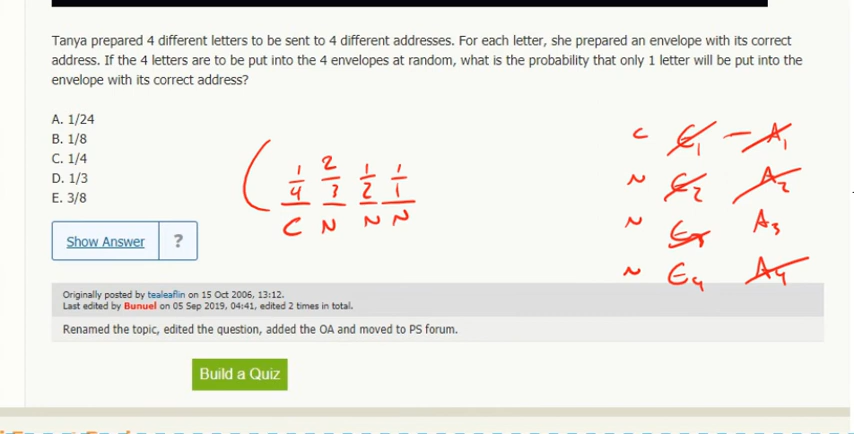 Tanya prepared 4 different letters to be sent to 4 different addresses. For each letter, she prepared an envelope with its correct
address. If the 4 letters are to be put into the 4 envelopes at random, what is the probability that only 1 letter will be put into the
envelope with its correct address?
A. 1/24
B. 1/8
C. 1/4
D. 1/3
E. 3/8
( 1/4 2/3 1/2 1/1
C N N N
C E₁ — A₁
N E₂ A₂
N E₃ A₃
N E₄ A₄
Show Answer ?
Originally posted by tealeaflin on 15 Oct 2006, 13:12.
Last edited by Bunuel on 05 Sep 2019, 04:41, edited 2 times in total.
Renamed the topic, edited the question, added the OA and moved to PS forum.
Build a Quiz